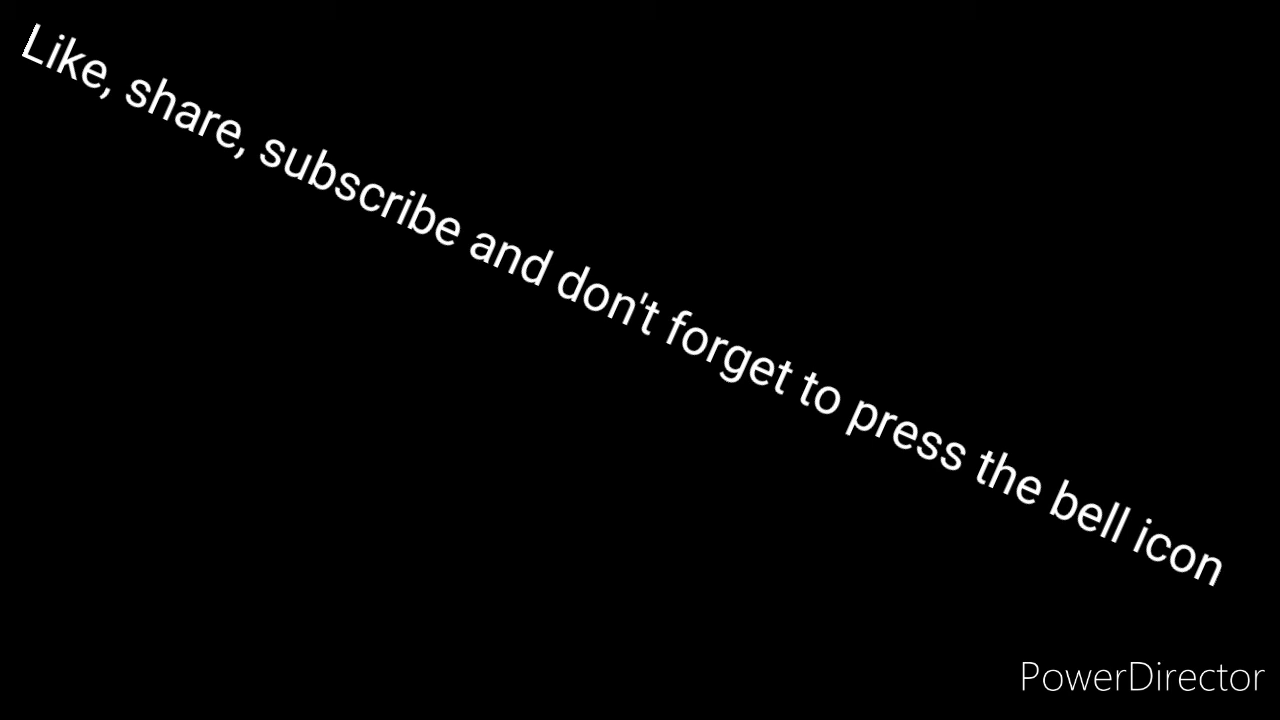 Like, share, subscribe and don't forget to press the bell icon
PowerDirector